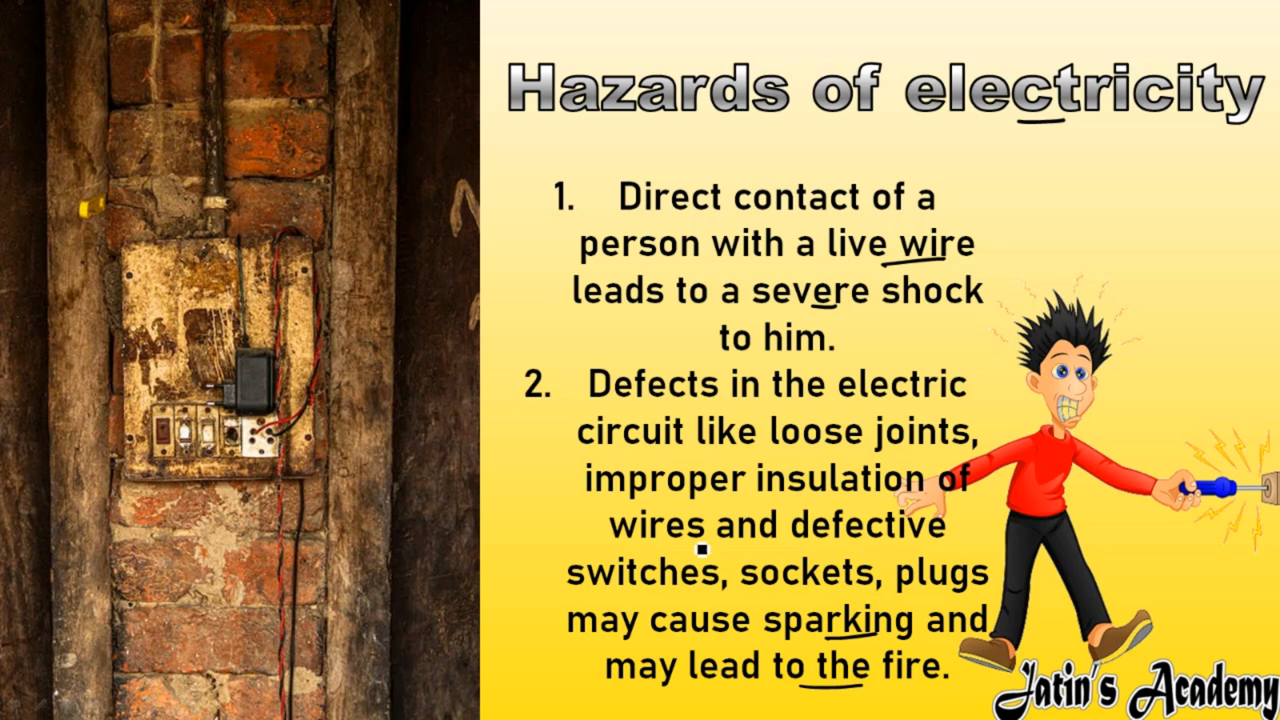 Hazards of electricity
1. Direct contact of a
person with a live wire
leads to a severe shock
to him.
2. Defects in the electric
circuit like loose joints,
improper insulation of
wires and defective
switches, sockets, plugs
may cause sparking and
may lead to the fire.
Jatin's Academy